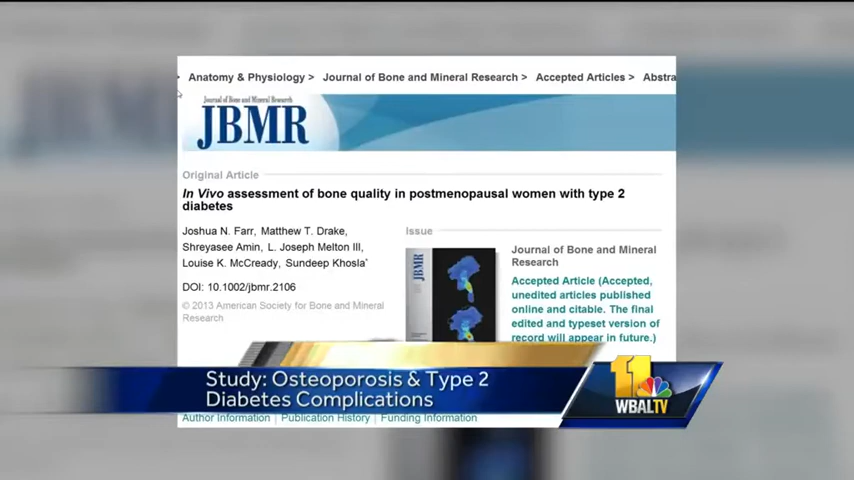 Anatomy & Physiology > Journal of Bone and Mineral Research > Accepted Articles > Abstra
Journal of Bone and Mineral Research
JBMR
Original Article
In Vivo assessment of bone quality in postmenopausal women with type 2
diabetes
Joshua N. Farr, Matthew T. Drake,
Shreyasee Amin, L. Joseph Melton III,
Louise K. McCready, Sundeep Khosla*
DOI: 10.1002/jbmr.2106
© 2013 American Society for Bone and Mineral
Research
Issue
JBMR
Journal of Bone and Mineral
Research
Accepted Article (Accepted,
unedited articles published
online and citable. The final
edited and typeset version of
record will appear in future.)
Study: Osteoporosis & Type 2
Diabetes Complications
11
WBALTV
Author Information | Publication History | Funding Information